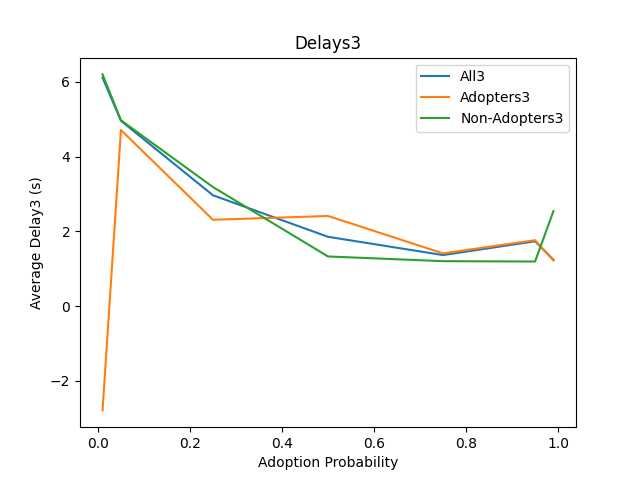 Delays3
All3
Adopters3
Non-Adopters3
Average Delay3 (s)
6
4
2
0
−2
0.0 0.2 0.4 0.6 0.8 1.0
Adoption Probability